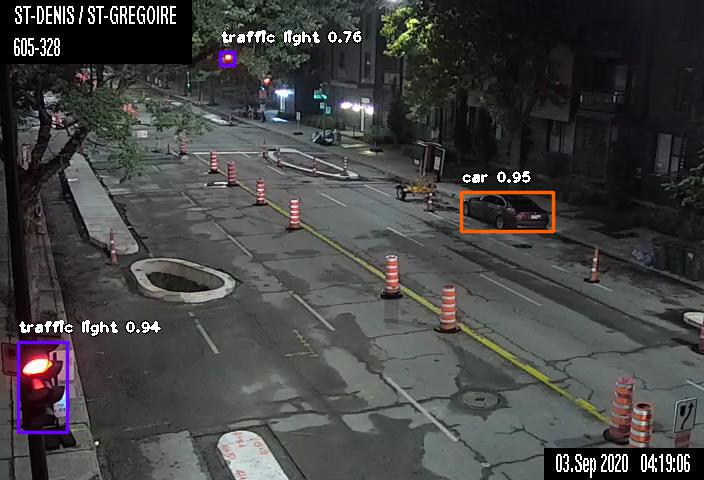 ST-DENIS / ST-GREGOIRE
605-328
traffic light 0.76
car 0.95
traffic light 0.94
03.Sep 2020 04:19:06